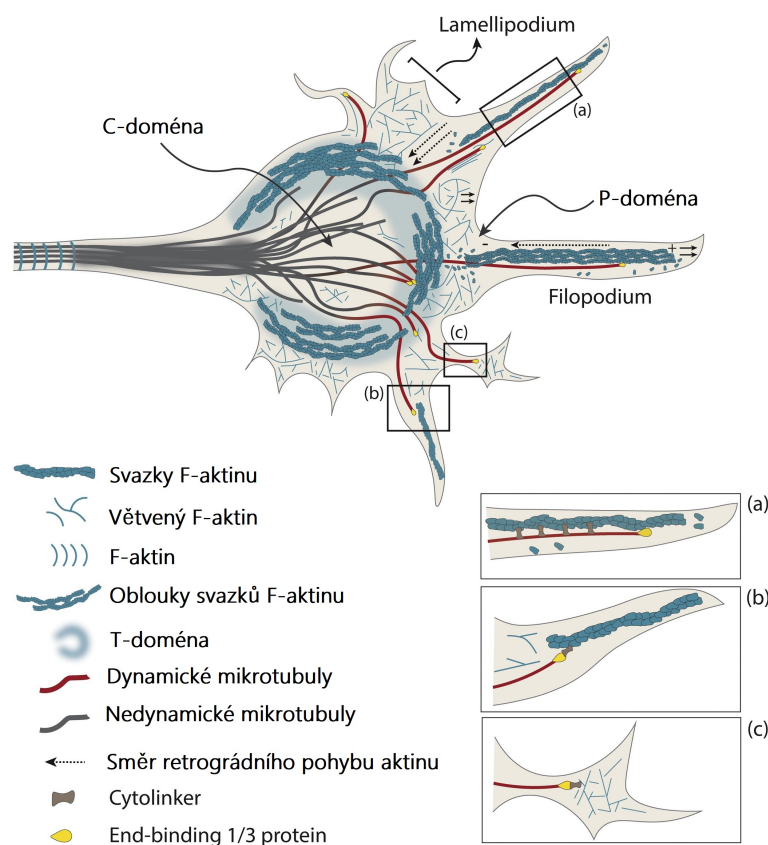 Lamellipodium
(a)
C-doména
P-doména
-
+
Filopodium
(c)
(b)
Svazky F-aktinu
Větvený F-aktin
F-aktin
Oblouky svazků F-aktinu
T-doména
Dynamické mikrotubuly
Nedynamické mikrotubuly
Směr retrográdního pohybu aktinu
Cytolinker
End-binding 1/3 protein
(a)
(b)
(c)